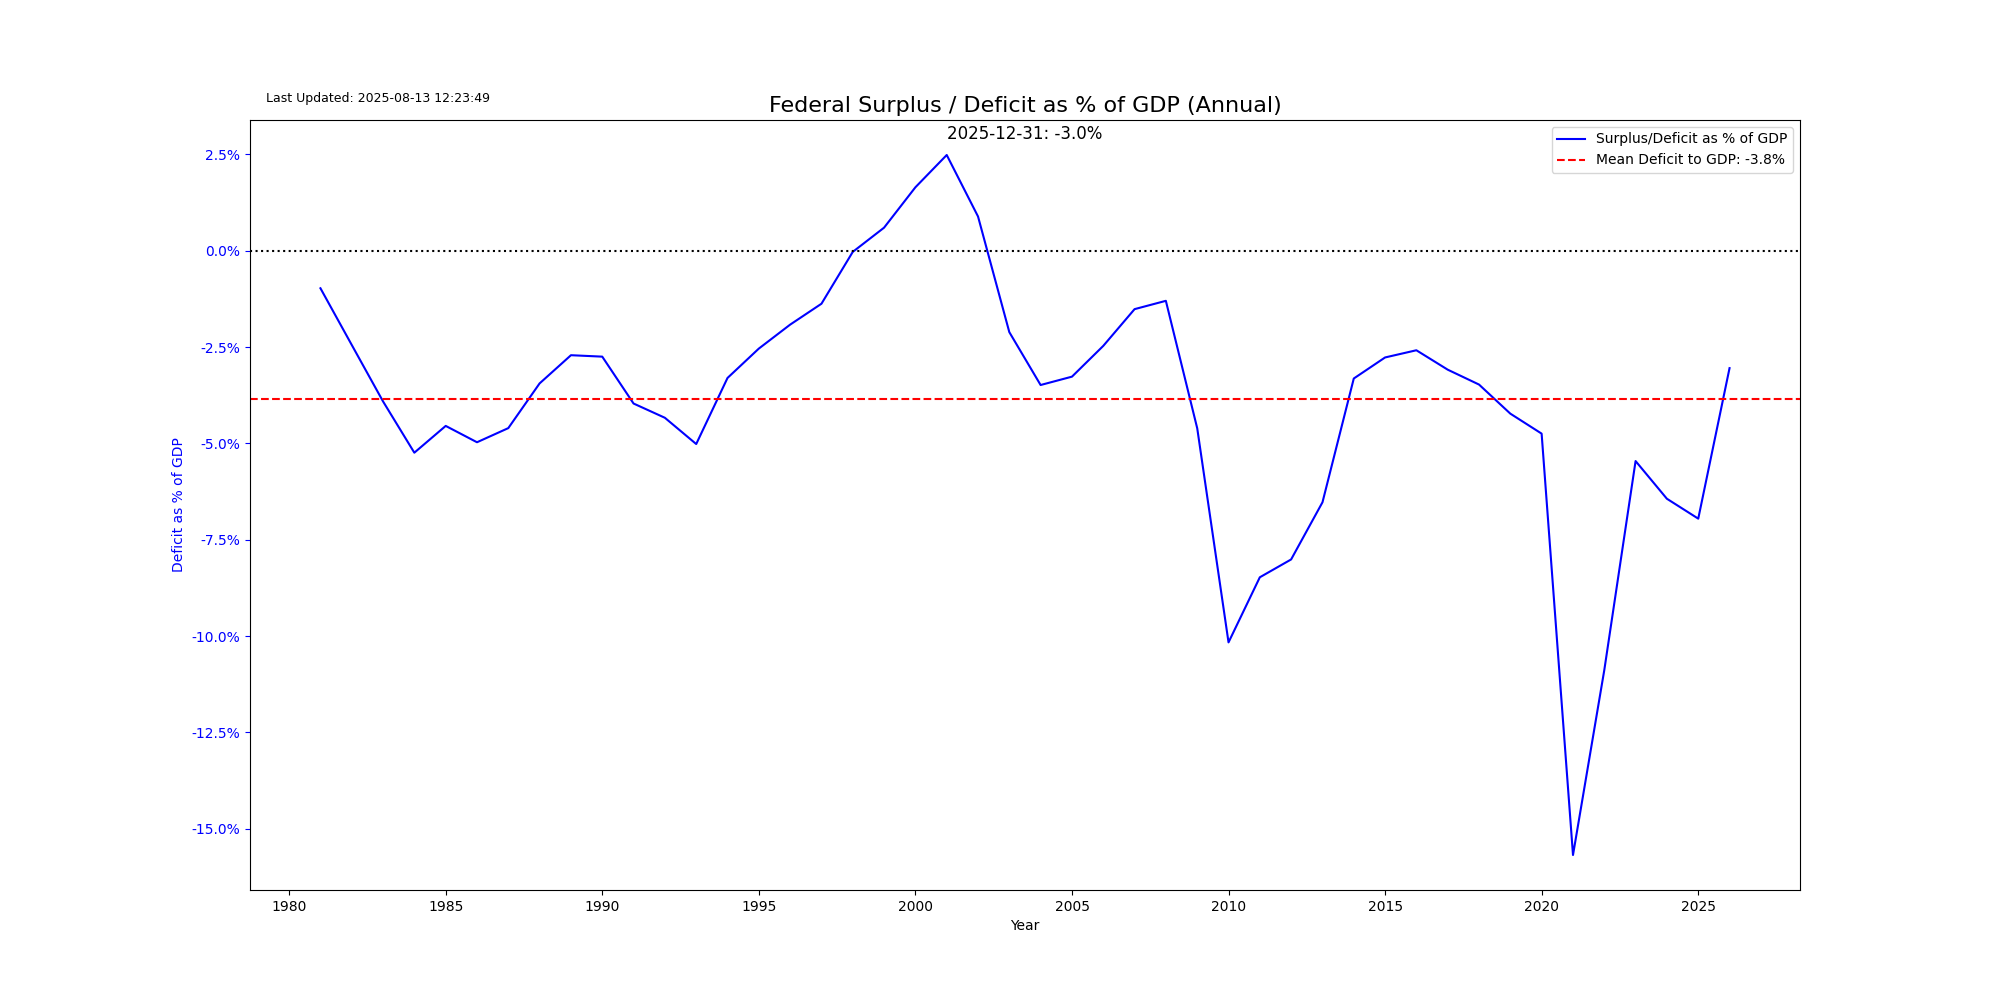 Last Updated: 2025-08-13 12:23:49
Federal Surplus / Deficit as % of GDP (Annual)
2025-12-31: -3.0%
Surplus/Deficit as % of GDP
Mean Deficit to GDP: -3.8%
2.5%
0.0%
-2.5%
-5.0%
-7.5%
-10.0%
-12.5%
-15.0%
Deficit as % of GDP
1980 1985 1990 1995 2000 2005 2010 2015 2020 2025
Year